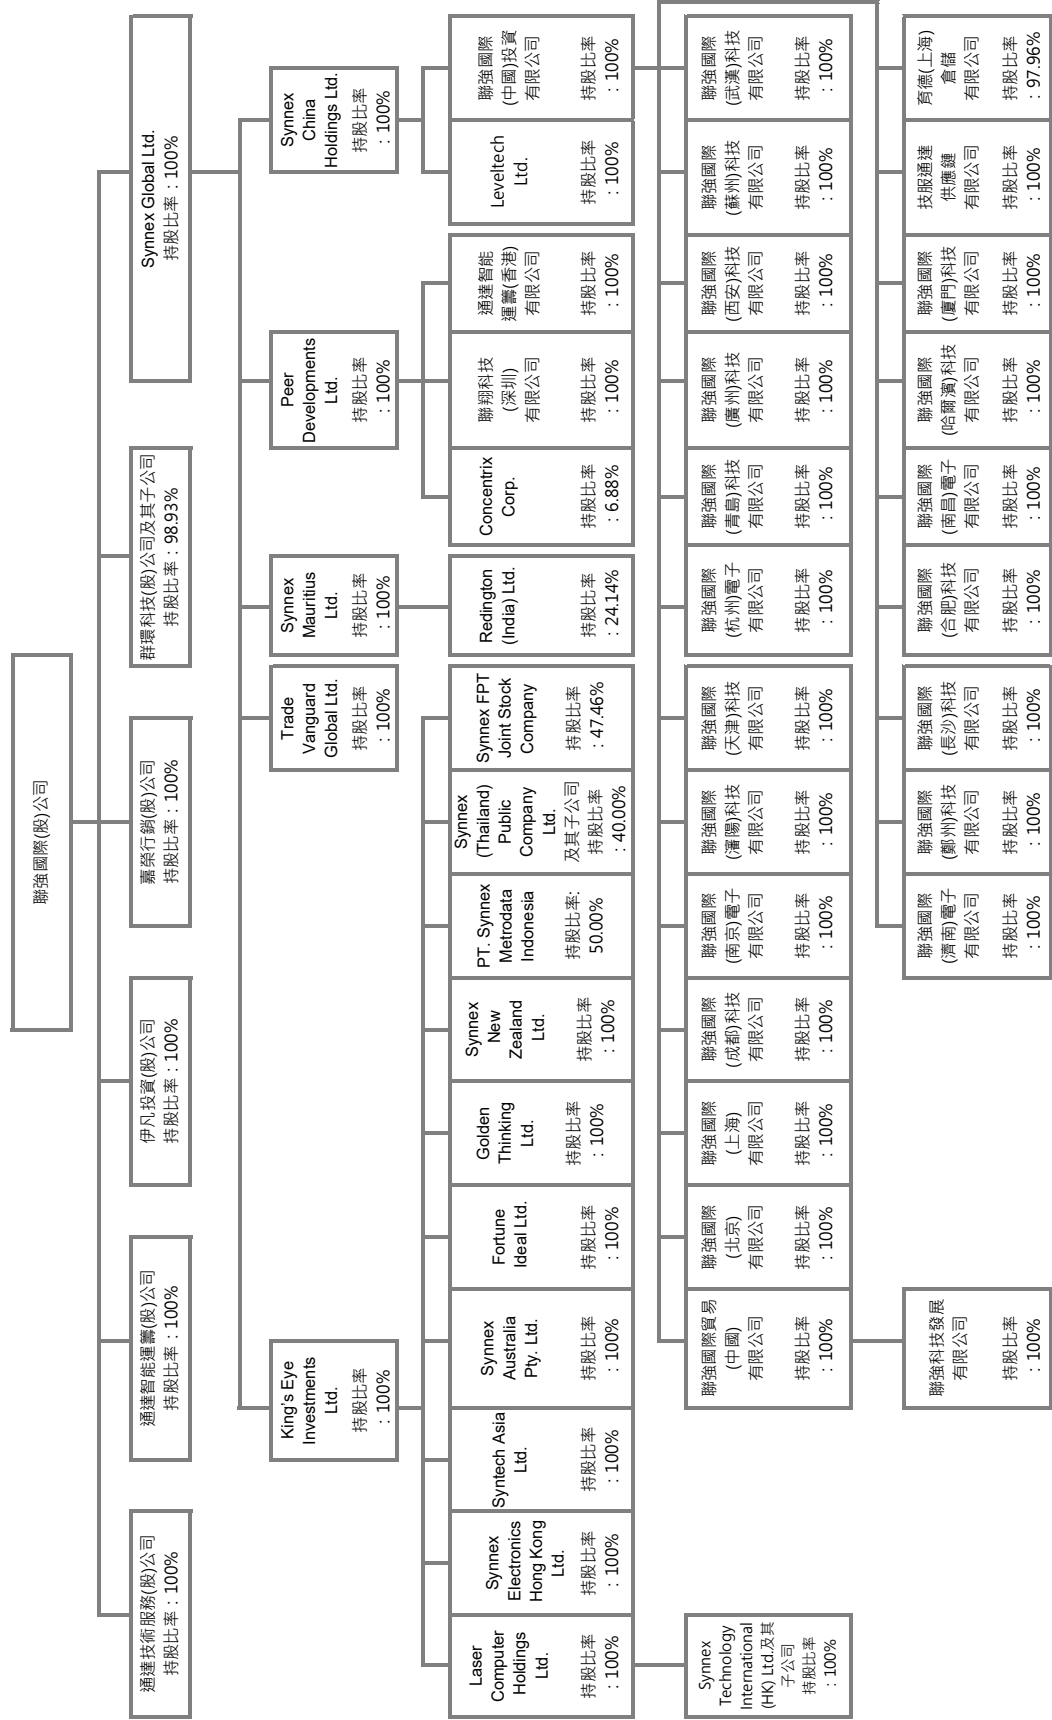 聯強國際(股)公司
通達技術服務(股)公司
持股比率：100%
通達智能運籌(股)公司
持股比率：100%
伊凡投資(股)公司
持股比率：100%
嘉榮行銷(股)公司
持股比率：100%
群環科技(股)公司及其子公司
持股比率：98.93%
Synnex Global Ltd.
持股比率：100%
King's Eye
Investments
Ltd.
持股比率
：100%
Trade
Vanguard
Global Ltd.
持股比率
：100%
Synnex
Mauritius
Ltd.
持股比率
：100%
Peer
Developments
Ltd.
持股比率
：100%
Synnex
China
Holdings Ltd.
持股比率
：100%
Laser
Computer
Holdings
Ltd.
持股比率
：100%
Synnex
Electronics
Hong Kong
Ltd.
持股比率
：100%
Syntech Asia
Ltd.
持股比率
：100%
Synnex
Australia
Pty. Ltd.
持股比率
：100%
Fortune
Ideal Ltd.
持股比率
：100%
Golden
Thinking
Ltd.
持股比率
：100%
Synnex
New
Zealand
Ltd.
持股比率
：100%
PT. Synnex
Metrodata
Indonesia
持股比率:
50.00%
Synnex
(Thailand)
Public
Company
Ltd.
及其子公司
持股比率
：40.00%
Synnex FPT
Joint Stock
Company
持股比率
：47.46%
Redington
(India) Ltd.
持股比率
：24.14%
Concentrix
Corp.
持股比率
：6.88%
聯翔科技
(深圳)
有限公司
持股比率
：100%
通達智能
運籌(香港)
有限公司
持股比率
：100%
Leveltech
Ltd.
持股比率
：100%
聯強國際
(中國)投資
有限公司
持股比率
：100%
Synnex
Technology
International
(HK) Ltd.及其
子公司
持股比率
：100%
聯強國際貿易
(中國)
有限公司
持股比率
：100%
聯強國際
(北京)
有限公司
持股比率
：100%
聯強國際
(上海)
有限公司
持股比率
：100%
聯強國際
(成都)科技
有限公司
持股比率
：100%
聯強國際
(南京)電子
有限公司
持股比率
：100%
聯強國際
(瀋陽)科技
有限公司
持股比率
：100%
聯強國際
(天津)科技
有限公司
持股比率
：100%
聯強國際
(杭州)電子
有限公司
持股比率
：100%
聯強國際
(青島)科技
有限公司
持股比率
：100%
聯強國際
(廣州)科技
有限公司
持股比率
：100%
聯強國際
(西安)科技
有限公司
持股比率
：100%
聯強國際
(蘇州)科技
有限公司
持股比率
：100%
聯強國際
(武漢)科技
有限公司
持股比率
：100%
聯強科技發展
有限公司
持股比率
：100%
聯強國際
(濟南)電子
有限公司
持股比率
：100%
聯強國際
(鄭州)科技
有限公司
持股比率
：100%
聯強國際
(長沙)科技
有限公司
持股比率
：100%
聯強國際
(合肥)科技
有限公司
持股比率
：100%
聯強國際
(南昌)電子
有限公司
持股比率
：100%
聯強國際
(哈爾濱)科技
有限公司
持股比率
：100%
聯強國際
(廈門)科技
有限公司
持股比率
：100%
技服通達
供應鏈
有限公司
持股比率
：100%
育德(上海)
倉儲
有限公司
持股比率
：97.96%